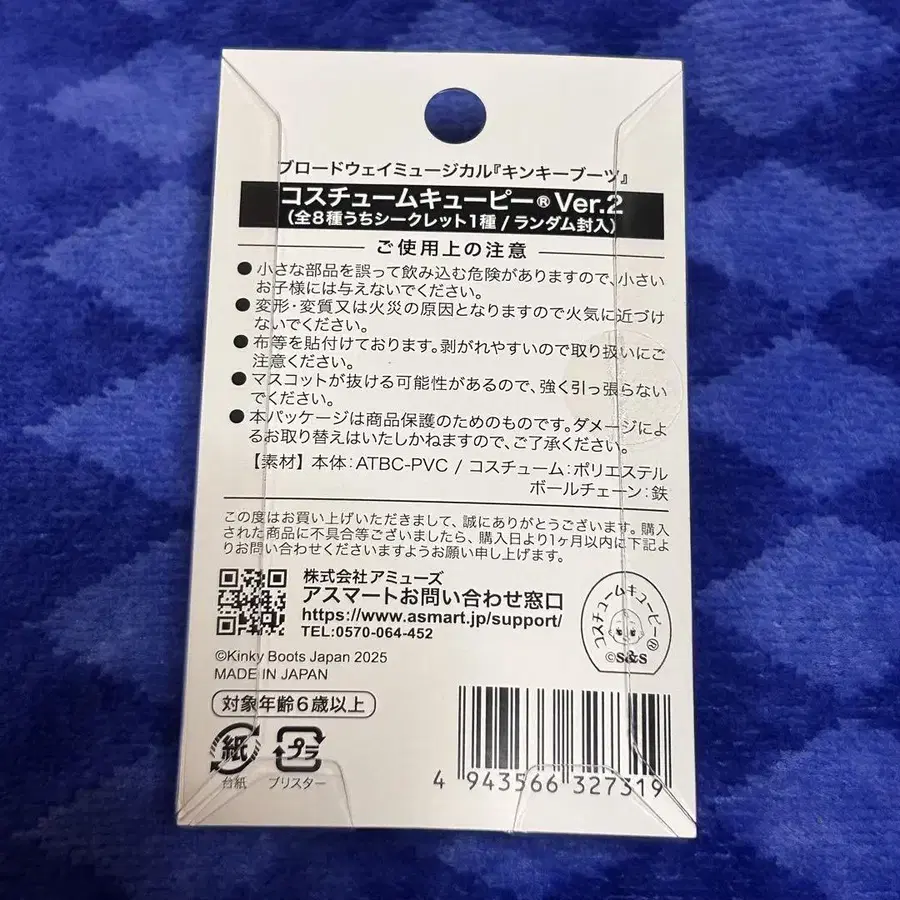 ブロードウェイミュージカル『キンキーブーツ』
コスチュームキューピー® Ver.2
（全8種うちシークレット1種 / ランダム封入）
ご使用上の注意
● 小さな部品を誤って飲み込む危険がありますので、小さい
お子様には与えないでください。
● 変形・変質又は火災の原因となりますので火気に近づけ
ないでください。
● 布等を貼付けております。剥がれやすいので取り扱いにご
注意ください。
● マスコットが抜ける可能性があるので、強く引っ張らない
でください。
● 本パッケージは商品保護のためのものです。ダメージによ
るお取り替えはいたしかねますので、ご了承ください。
【素材】本体：ATBC-PVC / コスチューム：ポリエステル
ボールチェーン：鉄
この度はお買い上げいただきまして、誠にありがとうございます。購入
された商品に不具合等ございましたら、購入日より1ヶ月以内に下記よ
りお問い合わせくださいますようお願い申し上げます。
株式会社アミューズ
アスマートお問い合わせ窓口
https://www.asmart.jp/support/
TEL:0570-064-452
コスチュームキューピー®
©S&S
©Kinky Boots Japan 2025
MADE IN JAPAN
対象年齢6歳以上
紙
台紙
プラ
ブリスター
4 943566 327319